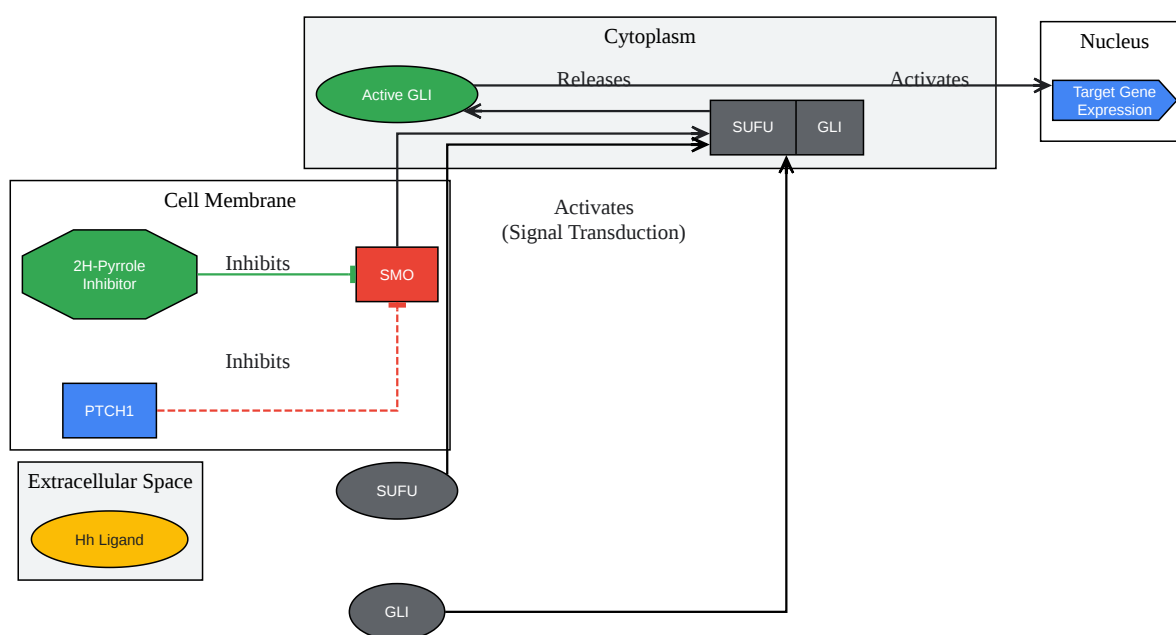 Cytoplasm
Nucleus
Active GLI
Releases
Activates
Target Gene
Expression
SUFU
GLI
Cell Membrane
Activates
(Signal Transduction)
2H-Pyrrole
Inhibitor
Inhibits
SMO
Inhibits
PTCH1
Extracellular Space
SUFU
Hh Ligand
GLI